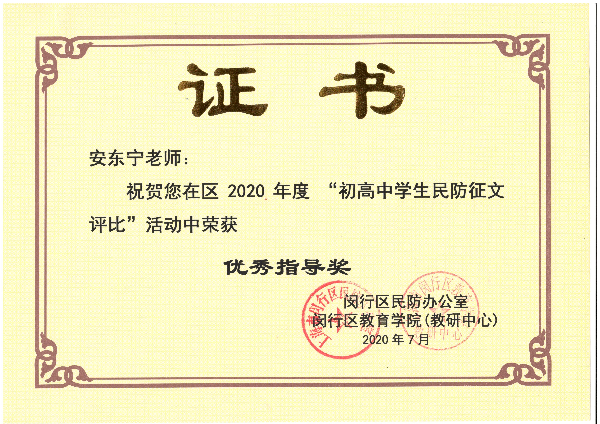 证 书
安东宁老师：
祝贺您在区 2020 年度 “初高中学生民防征文
评比”活动中荣获
优秀指导奖
闵行区民防办公室
闵行区教育学院(教研中心)
2020 年 7 月